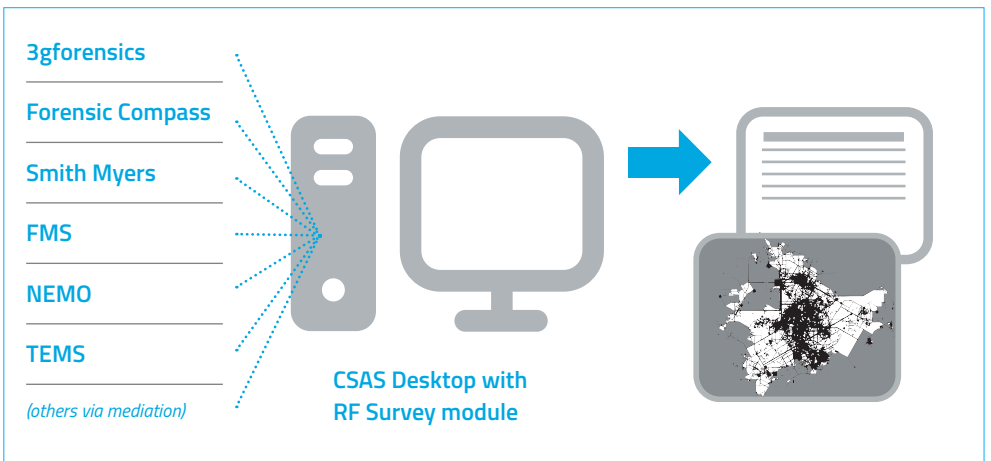 3gforensics
Forensic Compass
Smith Myers
FMS
NEMO
TEMS
(others via mediation)
CSAS Desktop with
RF Survey module